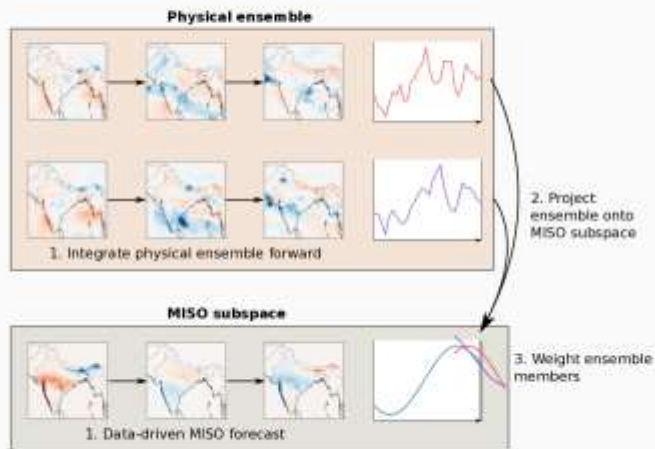 Physical ensemble
1. Integrate physical ensemble forward
2. Project
ensemble onto
MISO subspace
MISO subspace
1. Data-driven MISO forecast
3. Weight ensemble
members